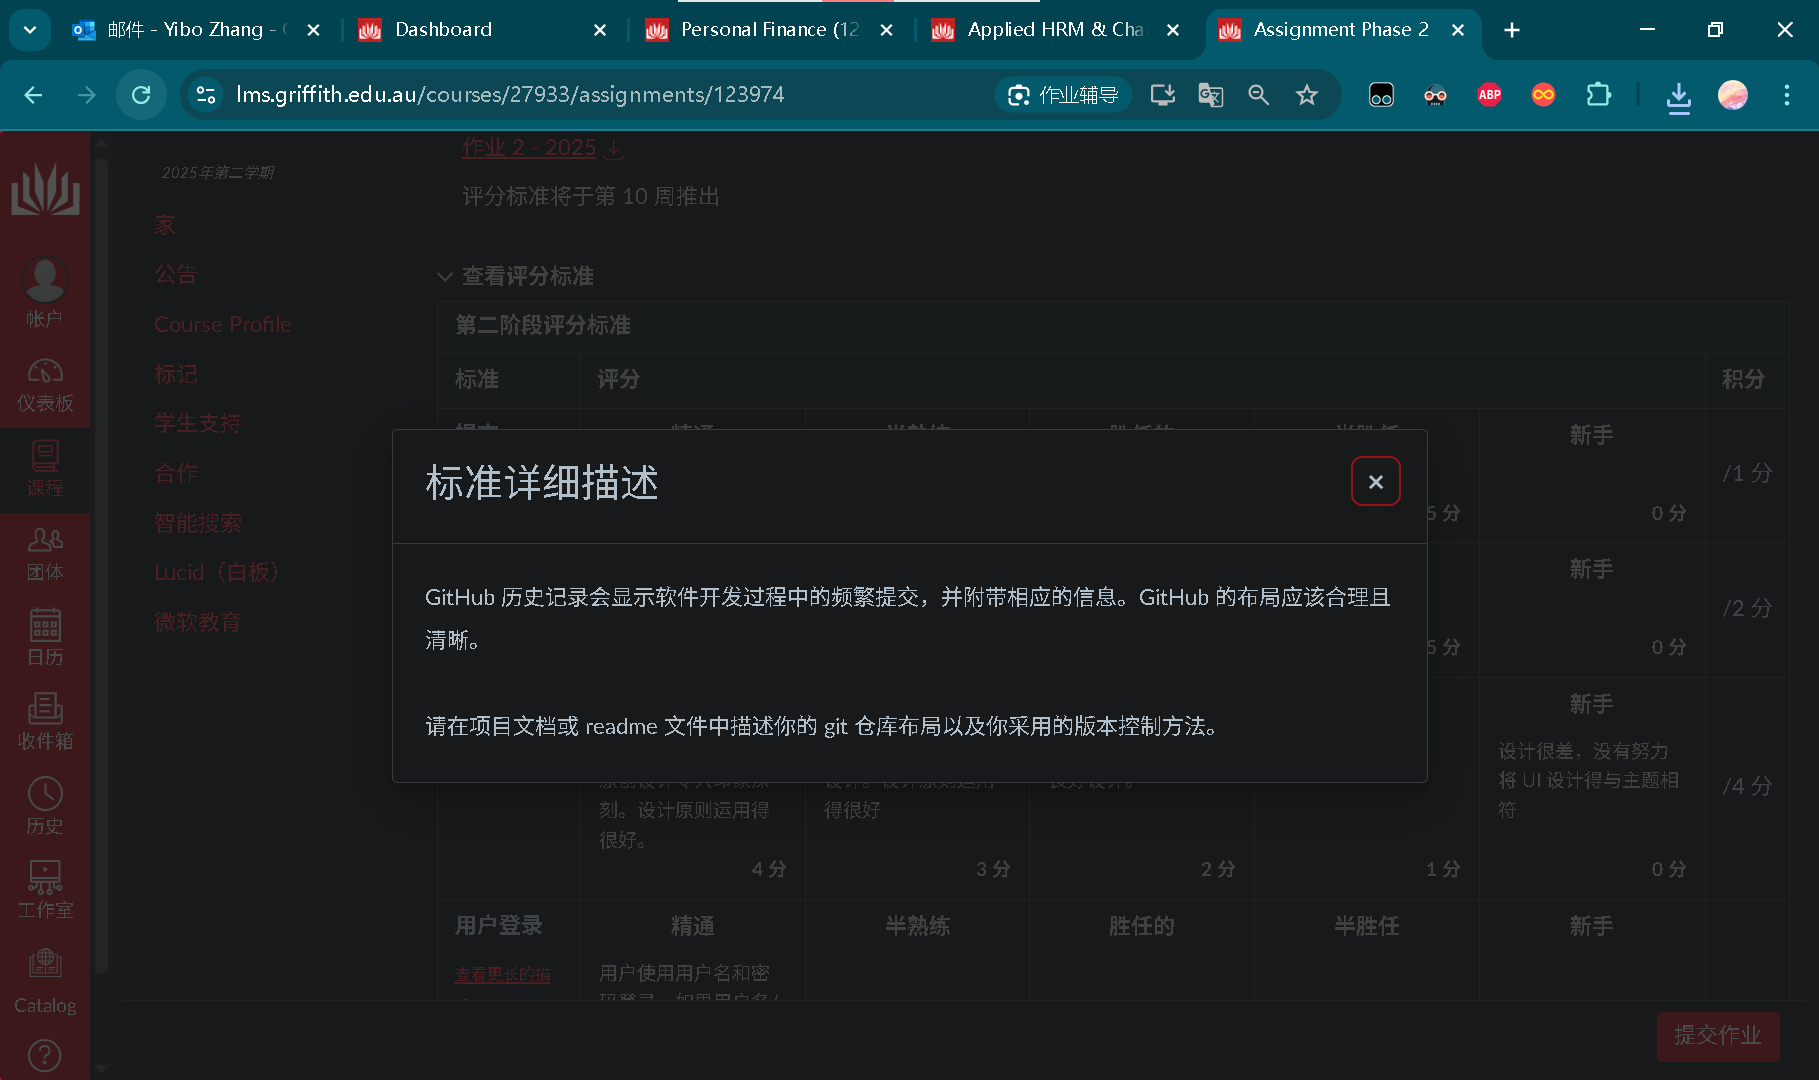 邮件 - Yibo Zhang -
Dashboard
Personal Finance (12
Applied HRM & Cha
Assignment Phase 2
lms.griffith.edu.au/courses/27933/assignments/123974
作业辅导
ABP
作业 2 - 2025
2025年第二学期
评分标准将于第 10 周推出
家
公告
查看评分标准
帐户
Course Profile
第二阶段评分标准
标记
标准
评分
积分
仪表板
学生支持
新手
标准详细描述
合作
/1 分
课程
5 分
0 分
智能搜索
团体
Lucid（白板）
新手
GitHub 历史记录会显示软件开发过程中的频繁提交，并附带相应的信息。GitHub 的布局应该合理且
清晰。
/2 分
微软教育
5 分
0 分
日历
新手
请在项目文档或 readme 文件中描述你的 git 仓库布局以及你采用的版本控制方法。
收件箱
设计很差，没有努力
将 UI 设计得与主题相
符
/4 分
刻。设计原则运用得
很好。
得很好
历史
4 分
3 分
2 分
1 分
0 分
工作室
用户登录
精通
半熟练
胜任的
半胜任
新手
查看更长的描
用户使用用户名和密
Catalog
提交作业